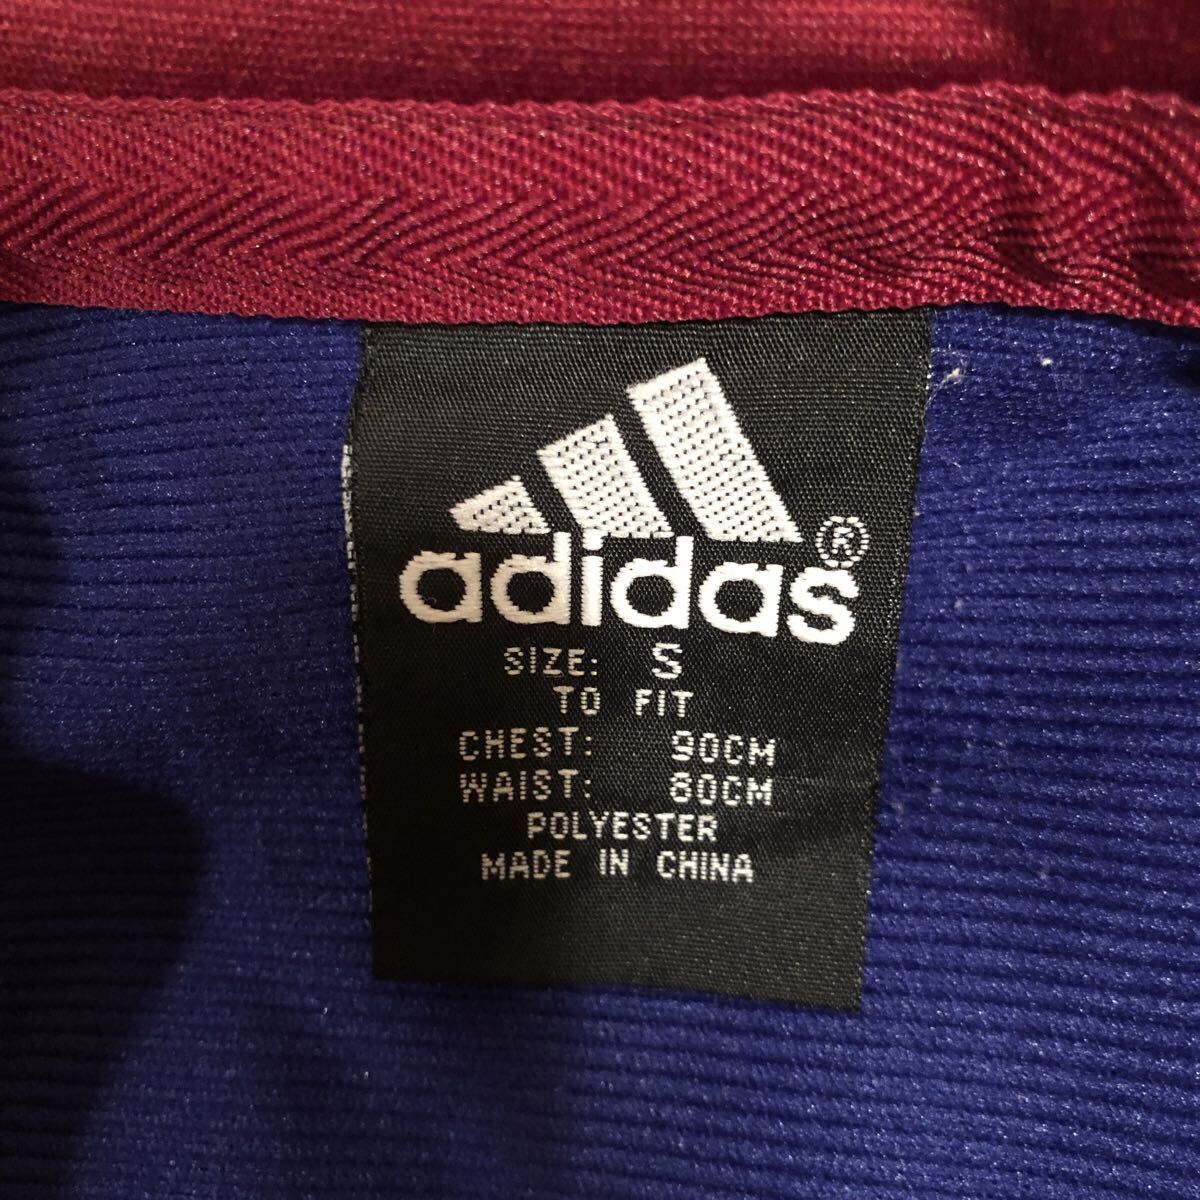 adidas®
SIZE: S
TO FIT
CHEST: 90CM
WAIST: 80CM
POLYESTER
MADE IN CHINA